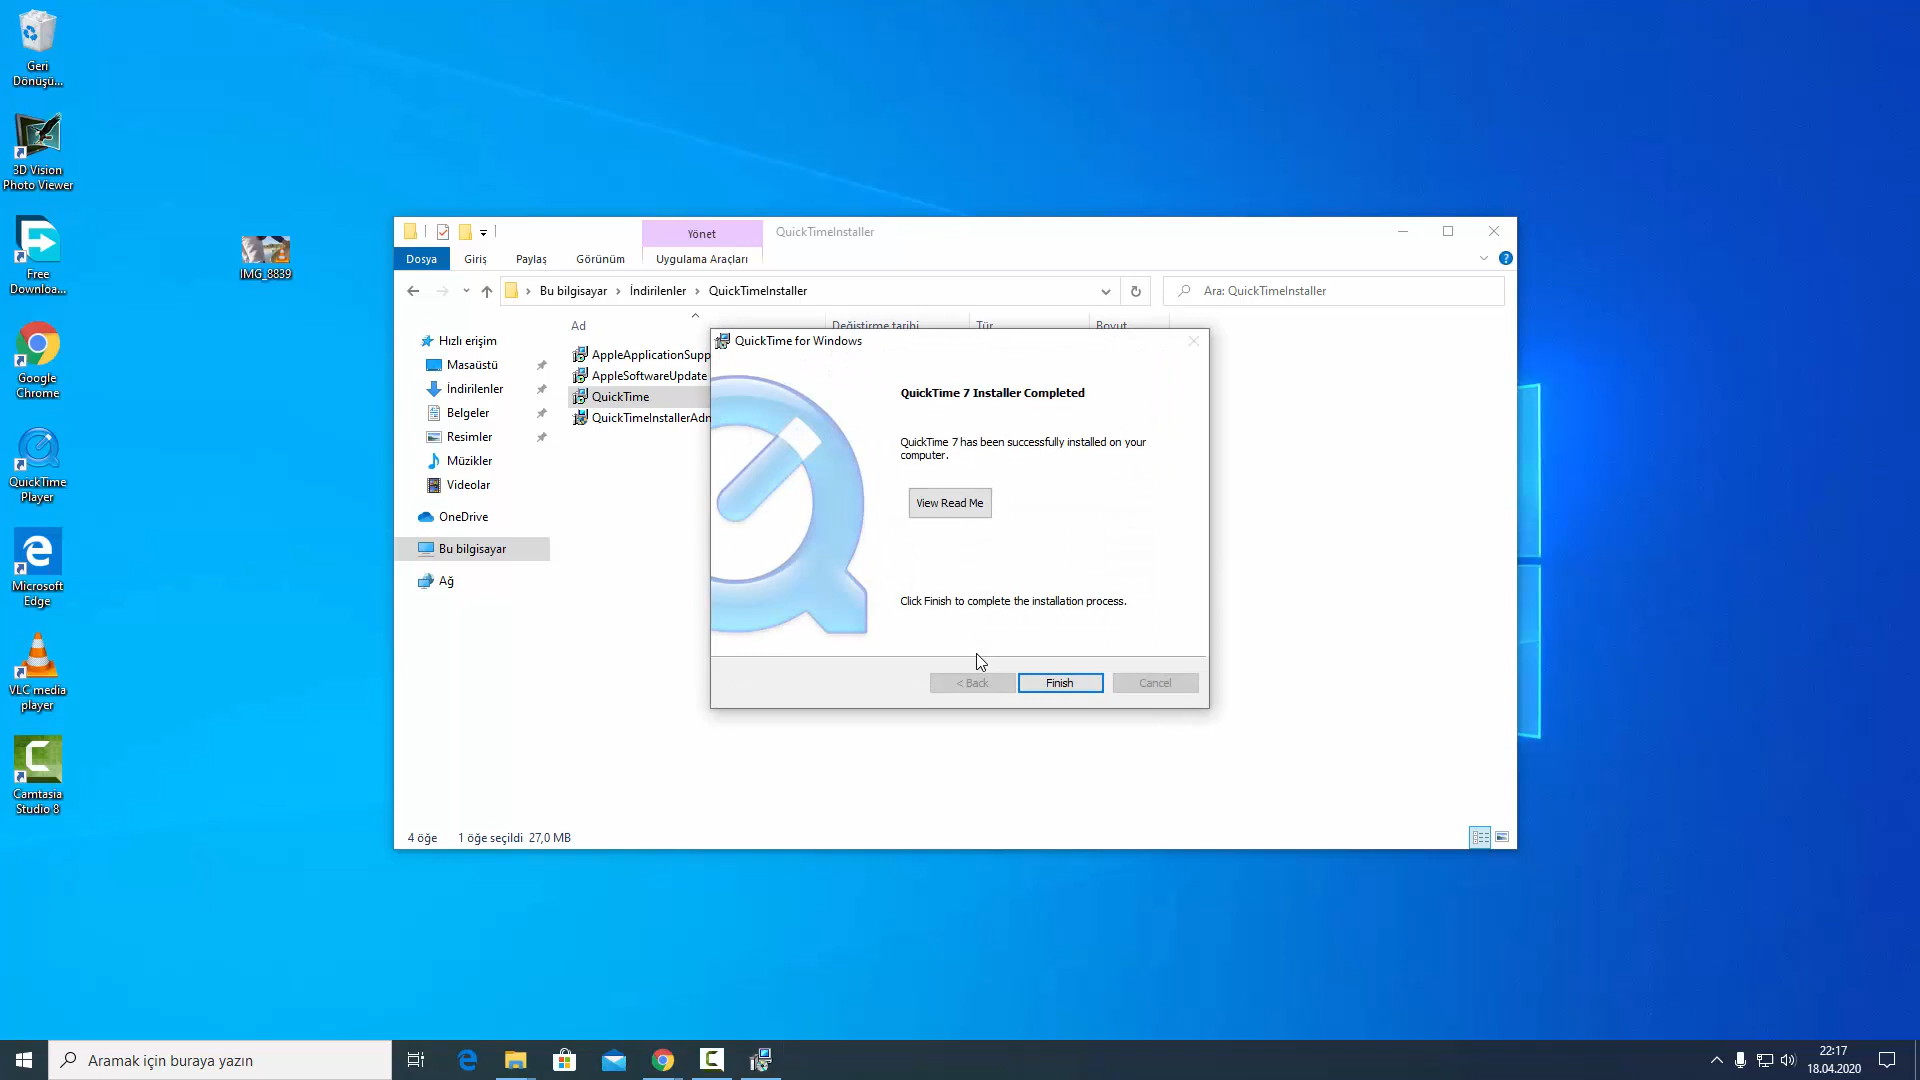 Geri
Dönüşü...
3D Vision
Photo Viewer
Free
Downloa...
Google
Chrome
QuickTime
Player
Microsoft
Edge
VLC media
player
Camtasia
Studio 8
IMG_8839
Yönet
QuickTimeInstaller
Dosya
Giriş
Paylaş
Görünüm
Uygulama Araçları
Bu bilgisayar
İndirilenler
QuickTimeInstaller
Ara: QuickTimeInstaller
Ad
Değiştirme tarihi
Tür
Boyut
Hızlı erişim
Masaüstü
İndirilenler
Belgeler
Resimler
Müzikler
Videolar
OneDrive
Bu bilgisayar
Ağ
AppleApplicationSupp
AppleSoftwareUpdate
QuickTime
QuickTimeInstallerAdm
QuickTime for Windows
QuickTime 7 Installer Completed
QuickTime 7 has been successfully installed on your
computer.
View Read Me
Click Finish to complete the installation process.
< Back
Finish
Cancel
4 öğe
1 öğe seçildi 27,0 MB
Aramak için buraya yazın
22:17
18.04.2020